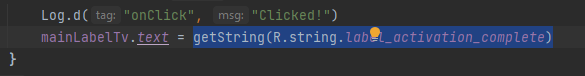 Log.d( tag: "onClick", msg: "Clicked!")
mainLabelTv.text = getString(R.string.label_activation_complete)
}